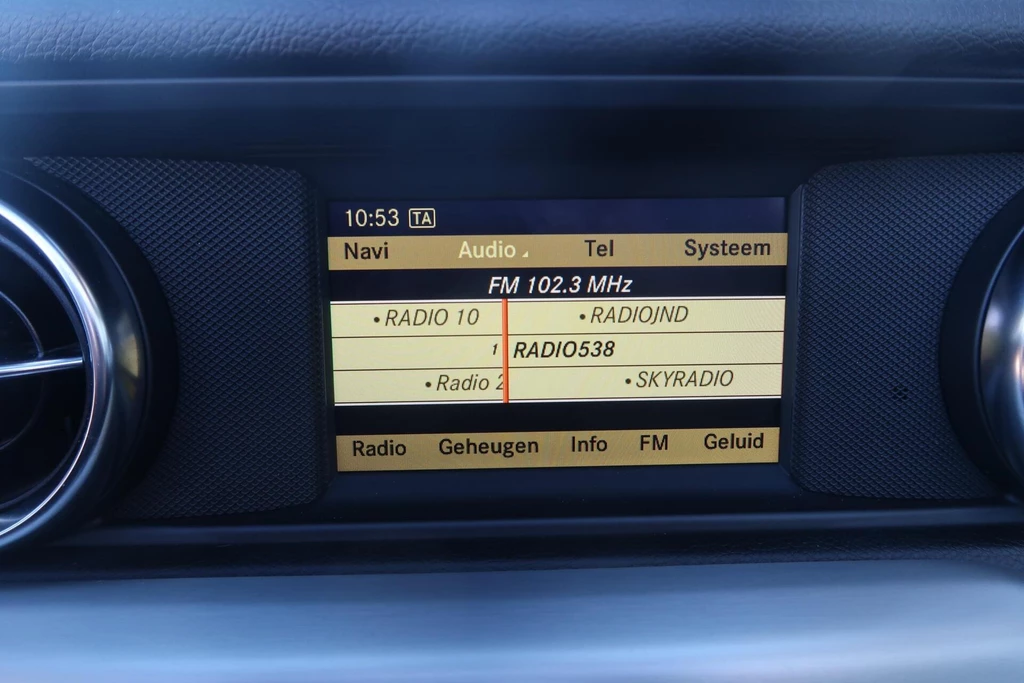 10:53 TA
Navi Audio Tel Systeem
FM 102.3 MHz
•RADIO 10 •RADIOJND
1 RADIO538
•Radio 2 •SKYRADIO
Radio Geheugen Info FM Geluid